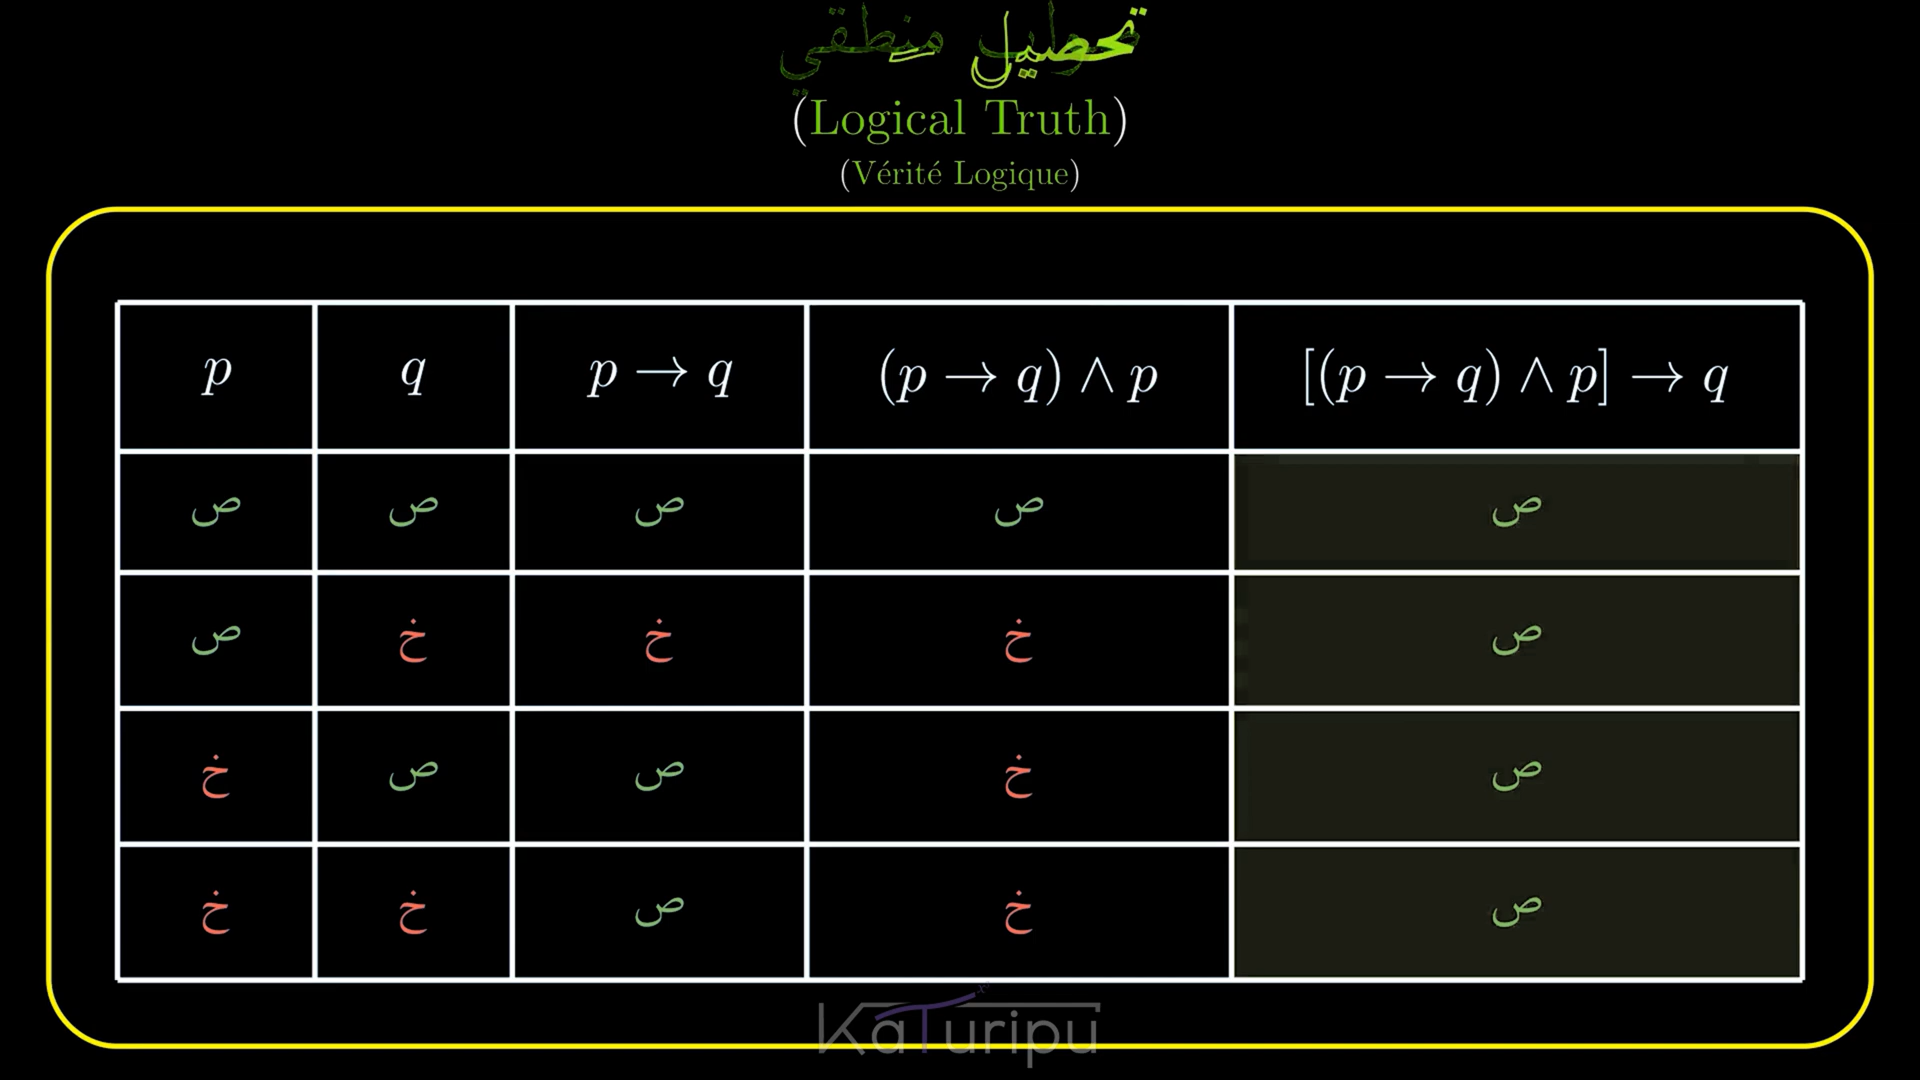 تحصيل منطقي
(Logical Truth)
(Vérité Logique)
p q p → q (p → q) ∧ p [(p → q) ∧ p] → q
ص ص ص ص ص
ص خ خ خ ص
خ ص ص خ ص
خ خ ص خ ص
KaTuripu